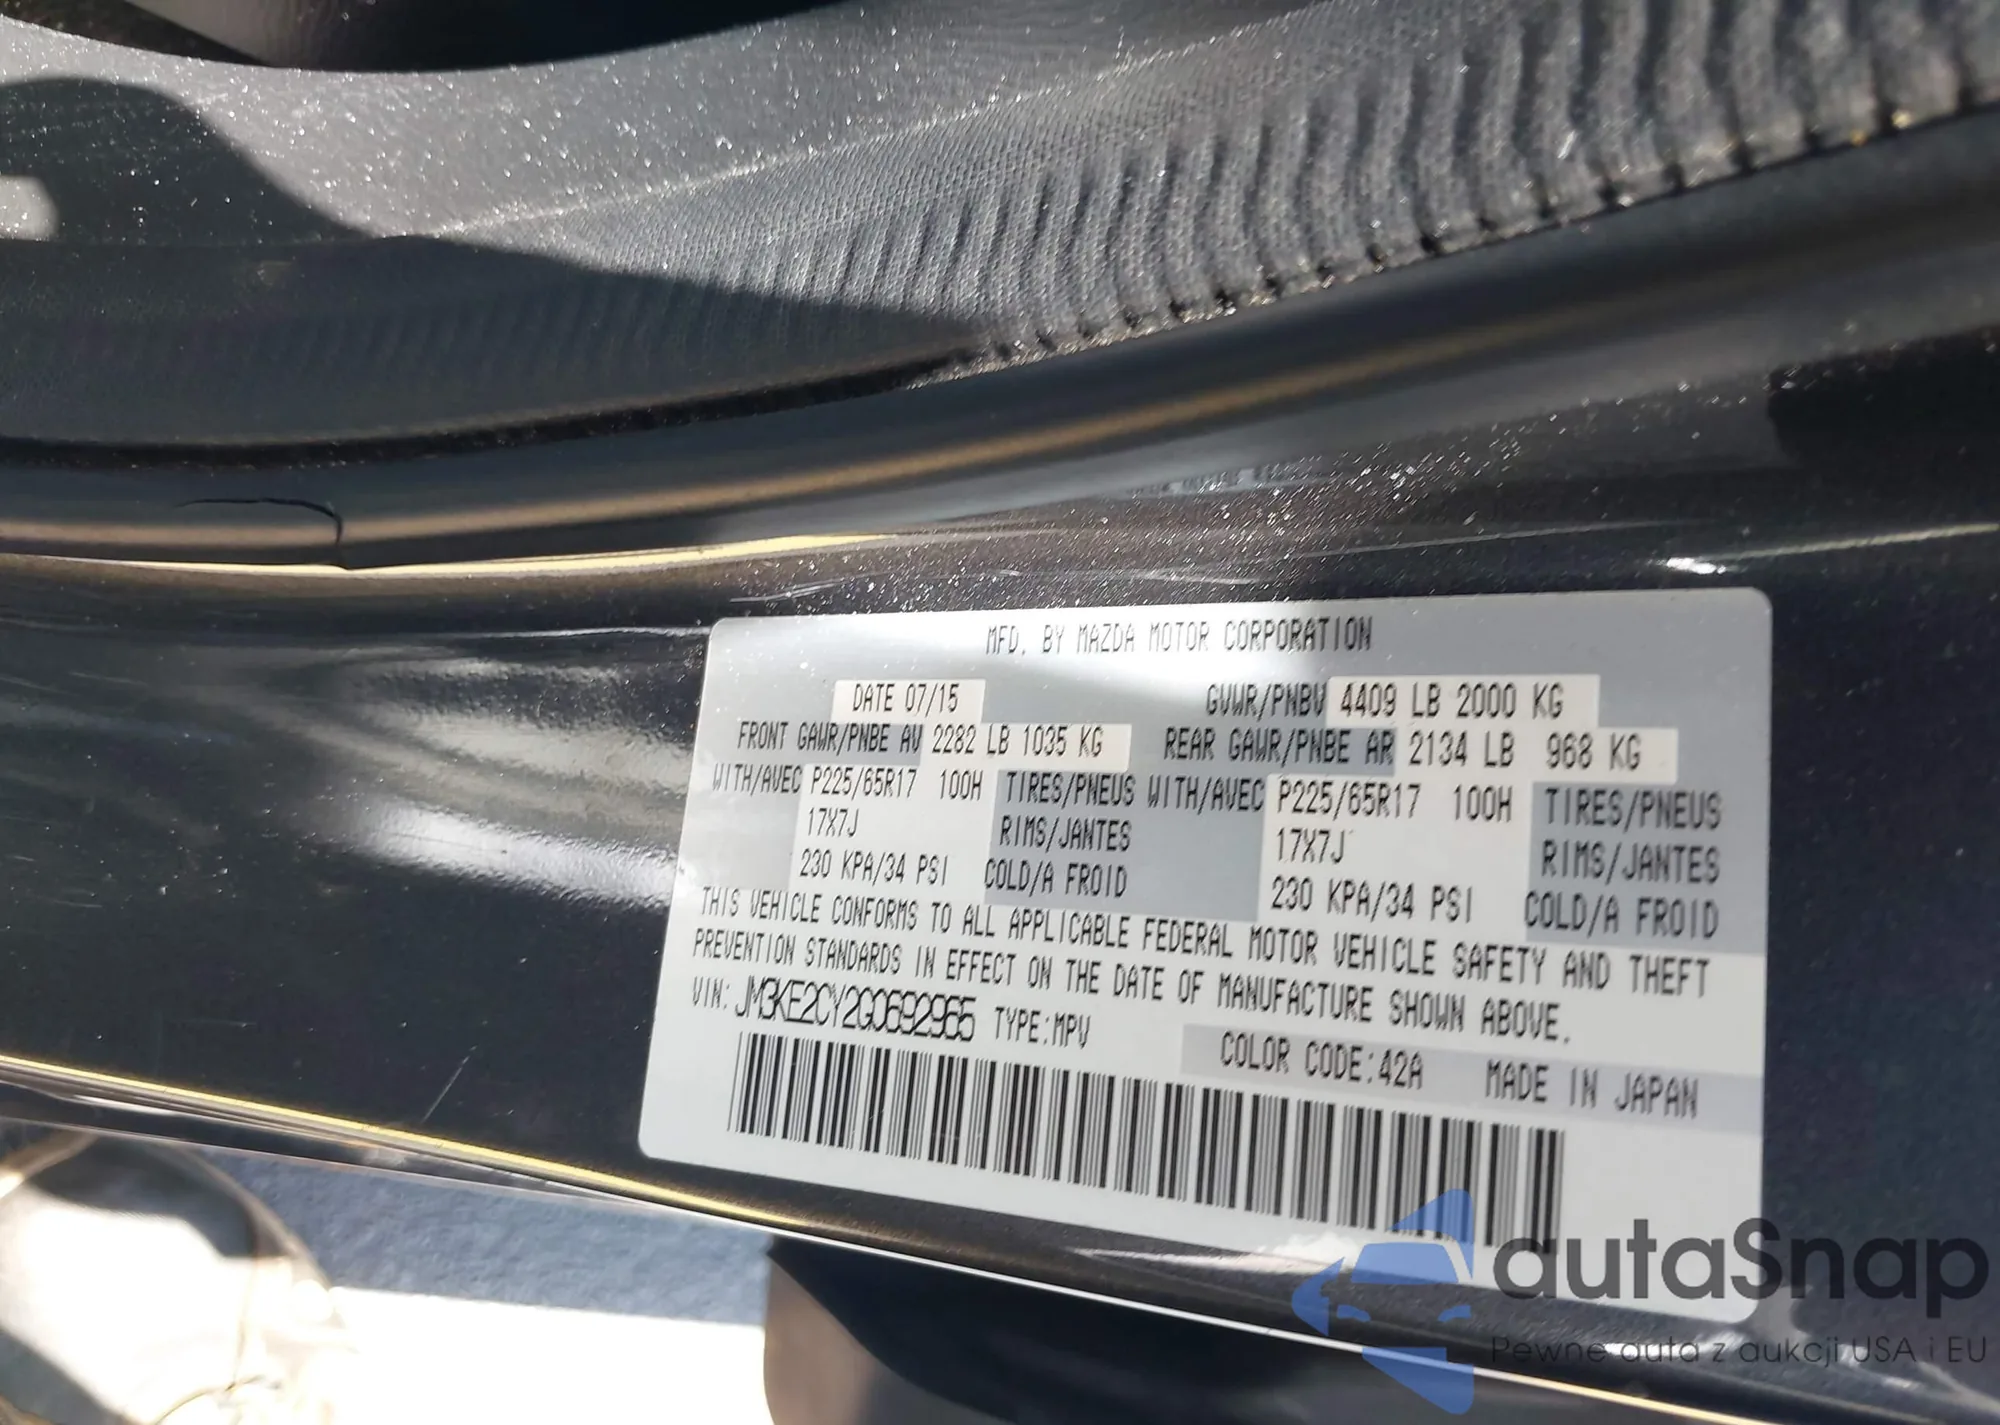 MFD. BY MAZDA MOTOR CORPORATION
DATE 07/15 GVWR/PNBV 4409 LB 2000 KG
FRONT GAWR/PNBE AV 2282 LB 1035 KG REAR GAWR/PNBE AR 2134 LB 968 KG
WITH/AVEC P225/65R17 100H TIRES/PNEUS WITH/AVEC P225/65R17 100H TIRES/PNEUS
17X7J RIMS/JANTES 17X7J RIMS/JANTES
230 KPA/34 PSI COLD/A FROID 230 KPA/34 PSI COLD/A FROID
THIS VEHICLE CONFORMS TO ALL APPLICABLE FEDERAL MOTOR VEHICLE SAFETY AND THEFT
PREVENTION STANDARDS IN EFFECT ON THE DATE OF MANUFACTURE SHOWN ABOVE.
VIN: JM3KE2CY2G0692965 TYPE:MPV
COLOR CODE:42A MADE IN JAPAN
autaSnap
Pewne auta z aukcji USA i EU